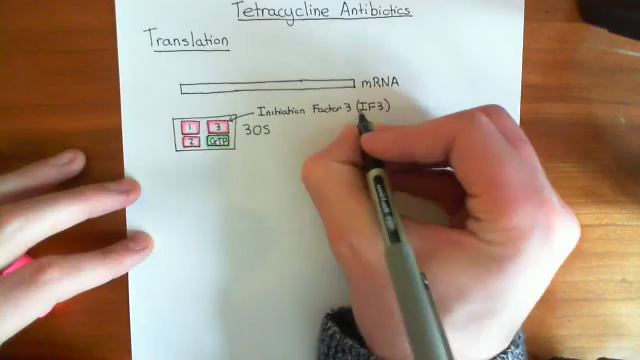 Tetracycline Antibiotics
Translation
mRNA
Initiation Factor 3 (IF3)
1 3
30S
2 GTP